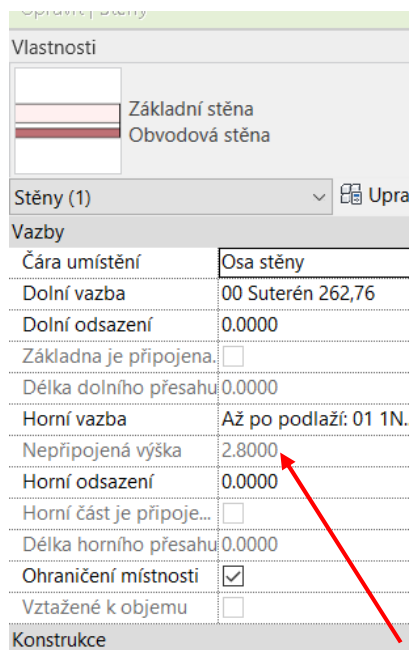 Vlastnosti
Základní stěna
Obvodová stěna
Stěny (1)
Upra
Vazby
Čára umístění Osa stěny
Dolní vazba 00 Suterén 262,76
Dolní odsazení 0.0000
Základna je připojena.
Délka dolního přesahu 0.0000
Horní vazba Až po podlaží: 01 1N..
Nepřipojená výška 2.8000
Horní odsazení 0.0000
Horní část je připoje...
Délka horního přesahu 0.0000
Ohraničení místnosti
Vztažené k objemu
Konstrukce